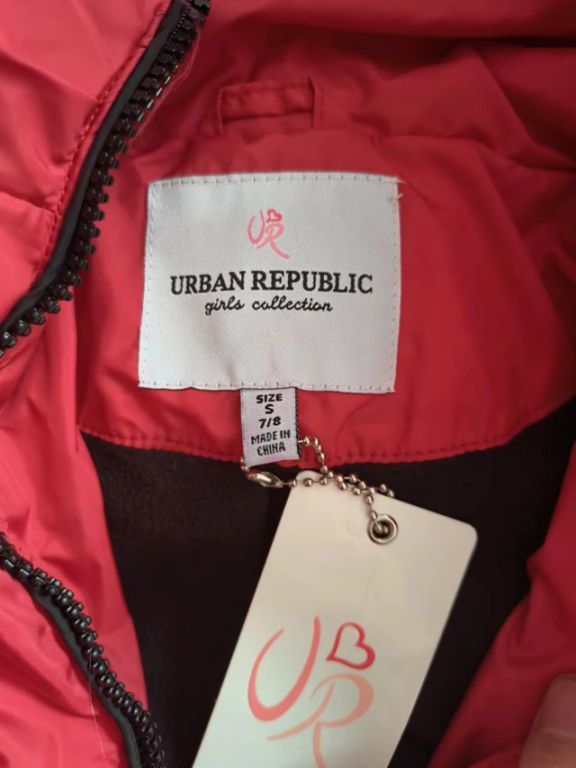 UR
URBAN REPUBLIC
girls collection
SIZE
S
7/8
MADE IN
CHINA
UR